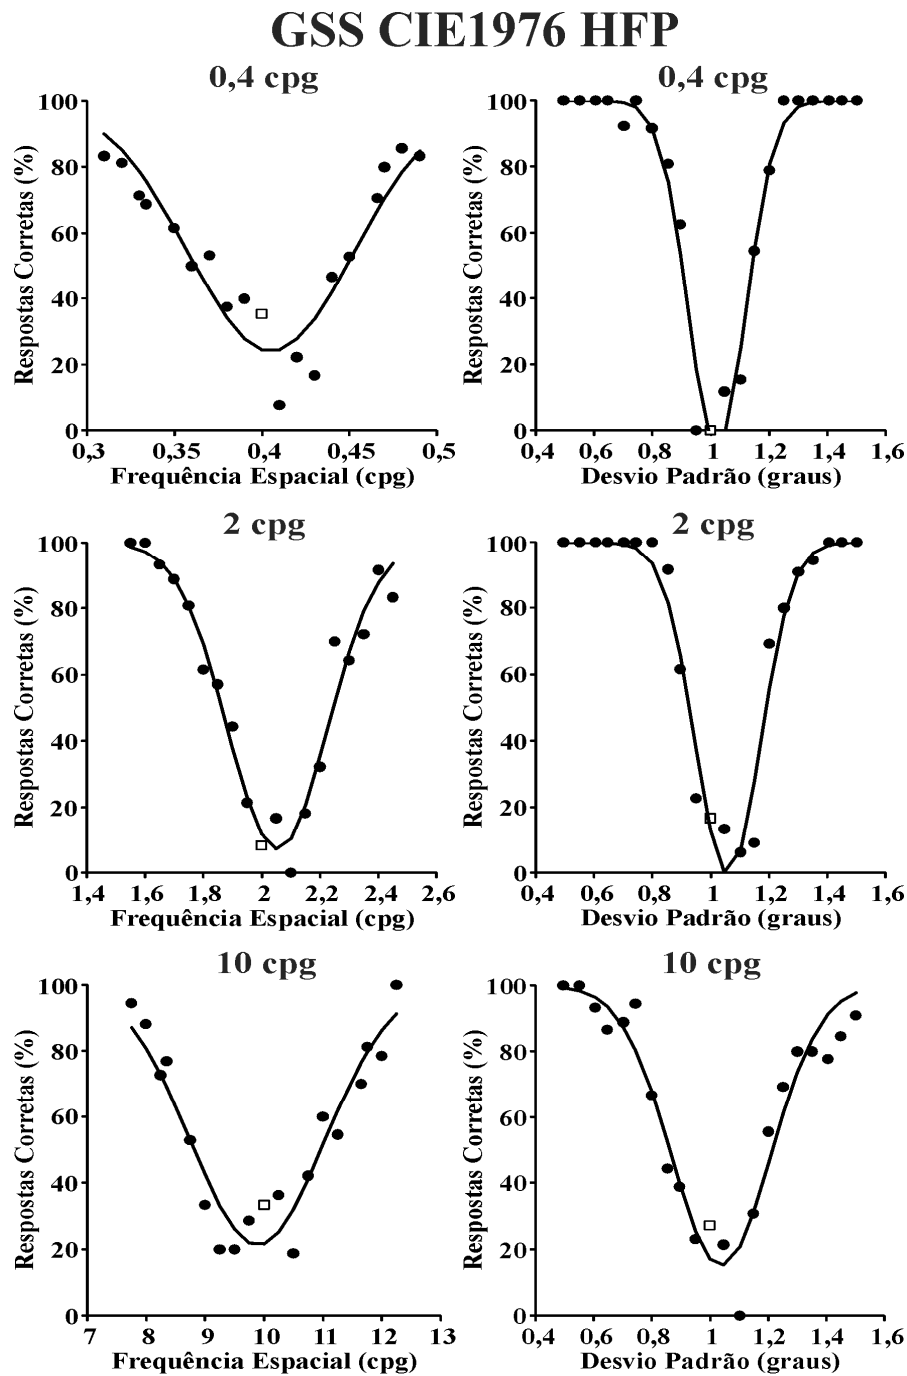 GSS CIE1976 HFP
0,4 cpg
0,4 cpg
Respostas Corretas (%)
100
80
60
40
20
0
0,3 0,35 0,4 0,45 0,5
Frequência Espacial (cpg)
Respostas Corretas (%)
100
80
60
40
20
0
0,4 0,6 0,8 1 1,2 1,4 1,6
Desvio Padrão (graus)
2 cpg
2 cpg
Respostas Corretas (%)
100
80
60
40
20
0
1,4 1,6 1,8 2 2,2 2,4 2,6
Frequência Espacial (cpg)
Respostas Corretas (%)
100
80
60
40
20
0
0,4 0,6 0,8 1 1,2 1,4 1,6
Desvio Padrão (graus)
10 cpg
10 cpg
Respostas Corretas (%)
100
80
60
40
20
0
7 8 9 10 11 12 13
Frequência Espacial (cpg)
Respostas Corretas (%)
100
80
60
40
20
0
0,4 0,6 0,8 1 1,2 1,4 1,6
Desvio Padrão (graus)